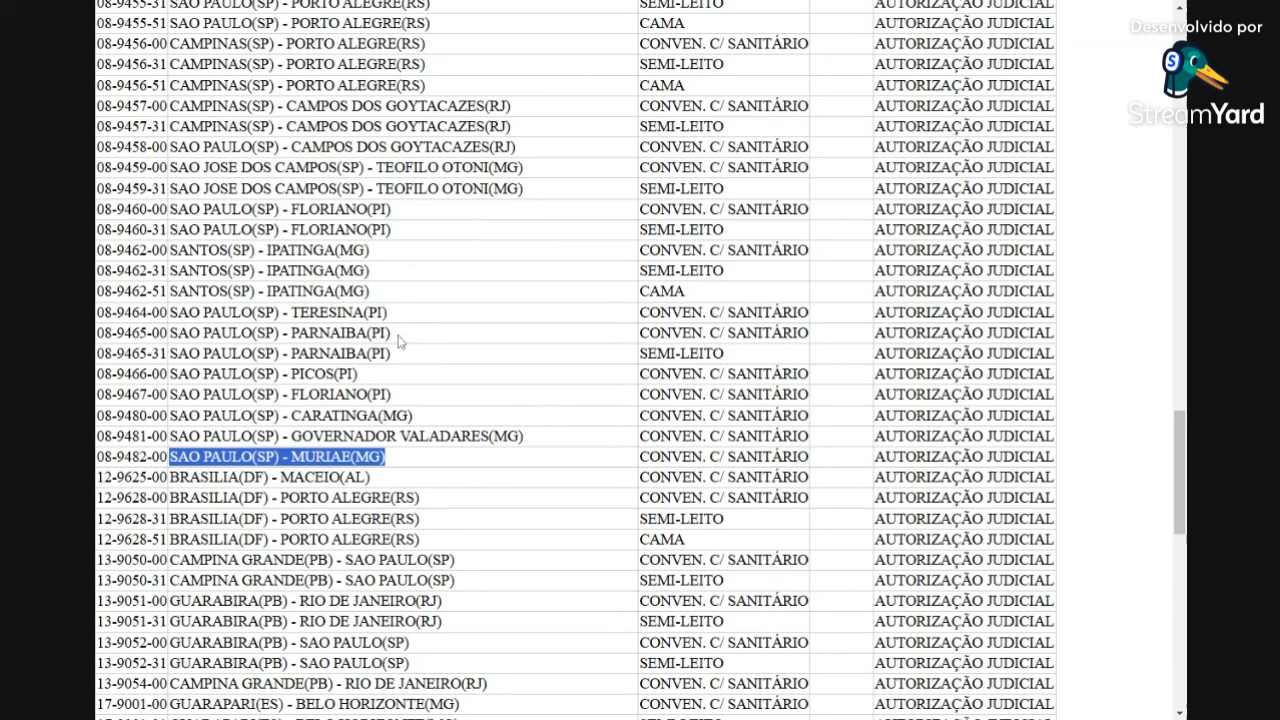 08-9455-31 SAO PAULO(SP) - PORTO ALEGRE(RS) SEMI-LEITO AUTORIZAÇÃO JUDICIAL
08-9455-51 SAO PAULO(SP) - PORTO ALEGRE(RS) CAMA AUTORIZAÇÃO JUDICIAL
08-9456-00 CAMPINAS(SP) - PORTO ALEGRE(RS) CONVEN. C/ SANITÁRIO AUTORIZAÇÃO JUDICIAL
08-9456-31 CAMPINAS(SP) - PORTO ALEGRE(RS) SEMI-LEITO AUTORIZAÇÃO JUDICIAL
08-9456-51 CAMPINAS(SP) - PORTO ALEGRE(RS) CAMA AUTORIZAÇÃO JUDICIAL
08-9457-00 CAMPINAS(SP) - CAMPOS DOS GOYTACAZES(RJ) CONVEN. C/ SANITÁRIO AUTORIZAÇÃO JUDICIAL
08-9457-31 CAMPINAS(SP) - CAMPOS DOS GOYTACAZES(RJ) SEMI-LEITO AUTORIZAÇÃO JUDICIAL
08-9458-00 SAO PAULO(SP) - CAMPOS DOS GOYTACAZES(RJ) CONVEN. C/ SANITÁRIO AUTORIZAÇÃO JUDICIAL
08-9459-00 SAO JOSE DOS CAMPOS(SP) - TEOFILO OTONI(MG) CONVEN. C/ SANITÁRIO AUTORIZAÇÃO JUDICIAL
08-9459-31 SAO JOSE DOS CAMPOS(SP) - TEOFILO OTONI(MG) SEMI-LEITO AUTORIZAÇÃO JUDICIAL
08-9460-00 SAO PAULO(SP) - FLORIANO(PI) CONVEN. C/ SANITÁRIO AUTORIZAÇÃO JUDICIAL
08-9460-31 SAO PAULO(SP) - FLORIANO(PI) SEMI-LEITO AUTORIZAÇÃO JUDICIAL
08-9462-00 SANTOS(SP) - IPATINGA(MG) CONVEN. C/ SANITÁRIO AUTORIZAÇÃO JUDICIAL
08-9462-31 SANTOS(SP) - IPATINGA(MG) SEMI-LEITO AUTORIZAÇÃO JUDICIAL
08-9462-51 SANTOS(SP) - IPATINGA(MG) CAMA AUTORIZAÇÃO JUDICIAL
08-9464-00 SAO PAULO(SP) - TERESINA(PI) CONVEN. C/ SANITÁRIO AUTORIZAÇÃO JUDICIAL
08-9465-00 SAO PAULO(SP) - PARNAIBA(PI) CONVEN. C/ SANITÁRIO AUTORIZAÇÃO JUDICIAL
08-9465-31 SAO PAULO(SP) - PARNAIBA(PI) SEMI-LEITO AUTORIZAÇÃO JUDICIAL
08-9466-00 SAO PAULO(SP) - PICOS(PI) CONVEN. C/ SANITÁRIO AUTORIZAÇÃO JUDICIAL
08-9467-00 SAO PAULO(SP) - FLORIANO(PI) CONVEN. C/ SANITÁRIO AUTORIZAÇÃO JUDICIAL
08-9480-00 SAO PAULO(SP) - CARATINGA(MG) CONVEN. C/ SANITÁRIO AUTORIZAÇÃO JUDICIAL
08-9481-00 SAO PAULO(SP) - GOVERNADOR VALADARES(MG) CONVEN. C/ SANITÁRIO AUTORIZAÇÃO JUDICIAL
08-9482-00 SAO PAULO(SP) - MURIAE(MG) CONVEN. C/ SANITÁRIO AUTORIZAÇÃO JUDICIAL
12-9625-00 BRASILIA(DF) - MACEIO(AL) CONVEN. C/ SANITÁRIO AUTORIZAÇÃO JUDICIAL
12-9628-00 BRASILIA(DF) - PORTO ALEGRE(RS) CONVEN. C/ SANITÁRIO AUTORIZAÇÃO JUDICIAL
12-9628-31 BRASILIA(DF) - PORTO ALEGRE(RS) SEMI-LEITO AUTORIZAÇÃO JUDICIAL
12-9628-51 BRASILIA(DF) - PORTO ALEGRE(RS) CAMA AUTORIZAÇÃO JUDICIAL
13-9050-00 CAMPINA GRANDE(PB) - SAO PAULO(SP) CONVEN. C/ SANITÁRIO AUTORIZAÇÃO JUDICIAL
13-9050-31 CAMPINA GRANDE(PB) - SAO PAULO(SP) SEMI-LEITO AUTORIZAÇÃO JUDICIAL
13-9051-00 GUARABIRA(PB) - RIO DE JANEIRO(RJ) CONVEN. C/ SANITÁRIO AUTORIZAÇÃO JUDICIAL
13-9051-31 GUARABIRA(PB) - RIO DE JANEIRO(RJ) SEMI-LEITO AUTORIZAÇÃO JUDICIAL
13-9052-00 GUARABIRA(PB) - SAO PAULO(SP) CONVEN. C/ SANITÁRIO AUTORIZAÇÃO JUDICIAL
13-9052-31 GUARABIRA(PB) - SAO PAULO(SP) SEMI-LEITO AUTORIZAÇÃO JUDICIAL
13-9054-00 CAMPINA GRANDE(PB) - RIO DE JANEIRO(RJ) CONVEN. C/ SANITÁRIO AUTORIZAÇÃO JUDICIAL
17-9001-00 GUARAPARI(ES) - BELO HORIZONTE(MG) CONVEN. C/ SANITÁRIO AUTORIZAÇÃO JUDICIAL
Desenvolvido por
S
StreamYard